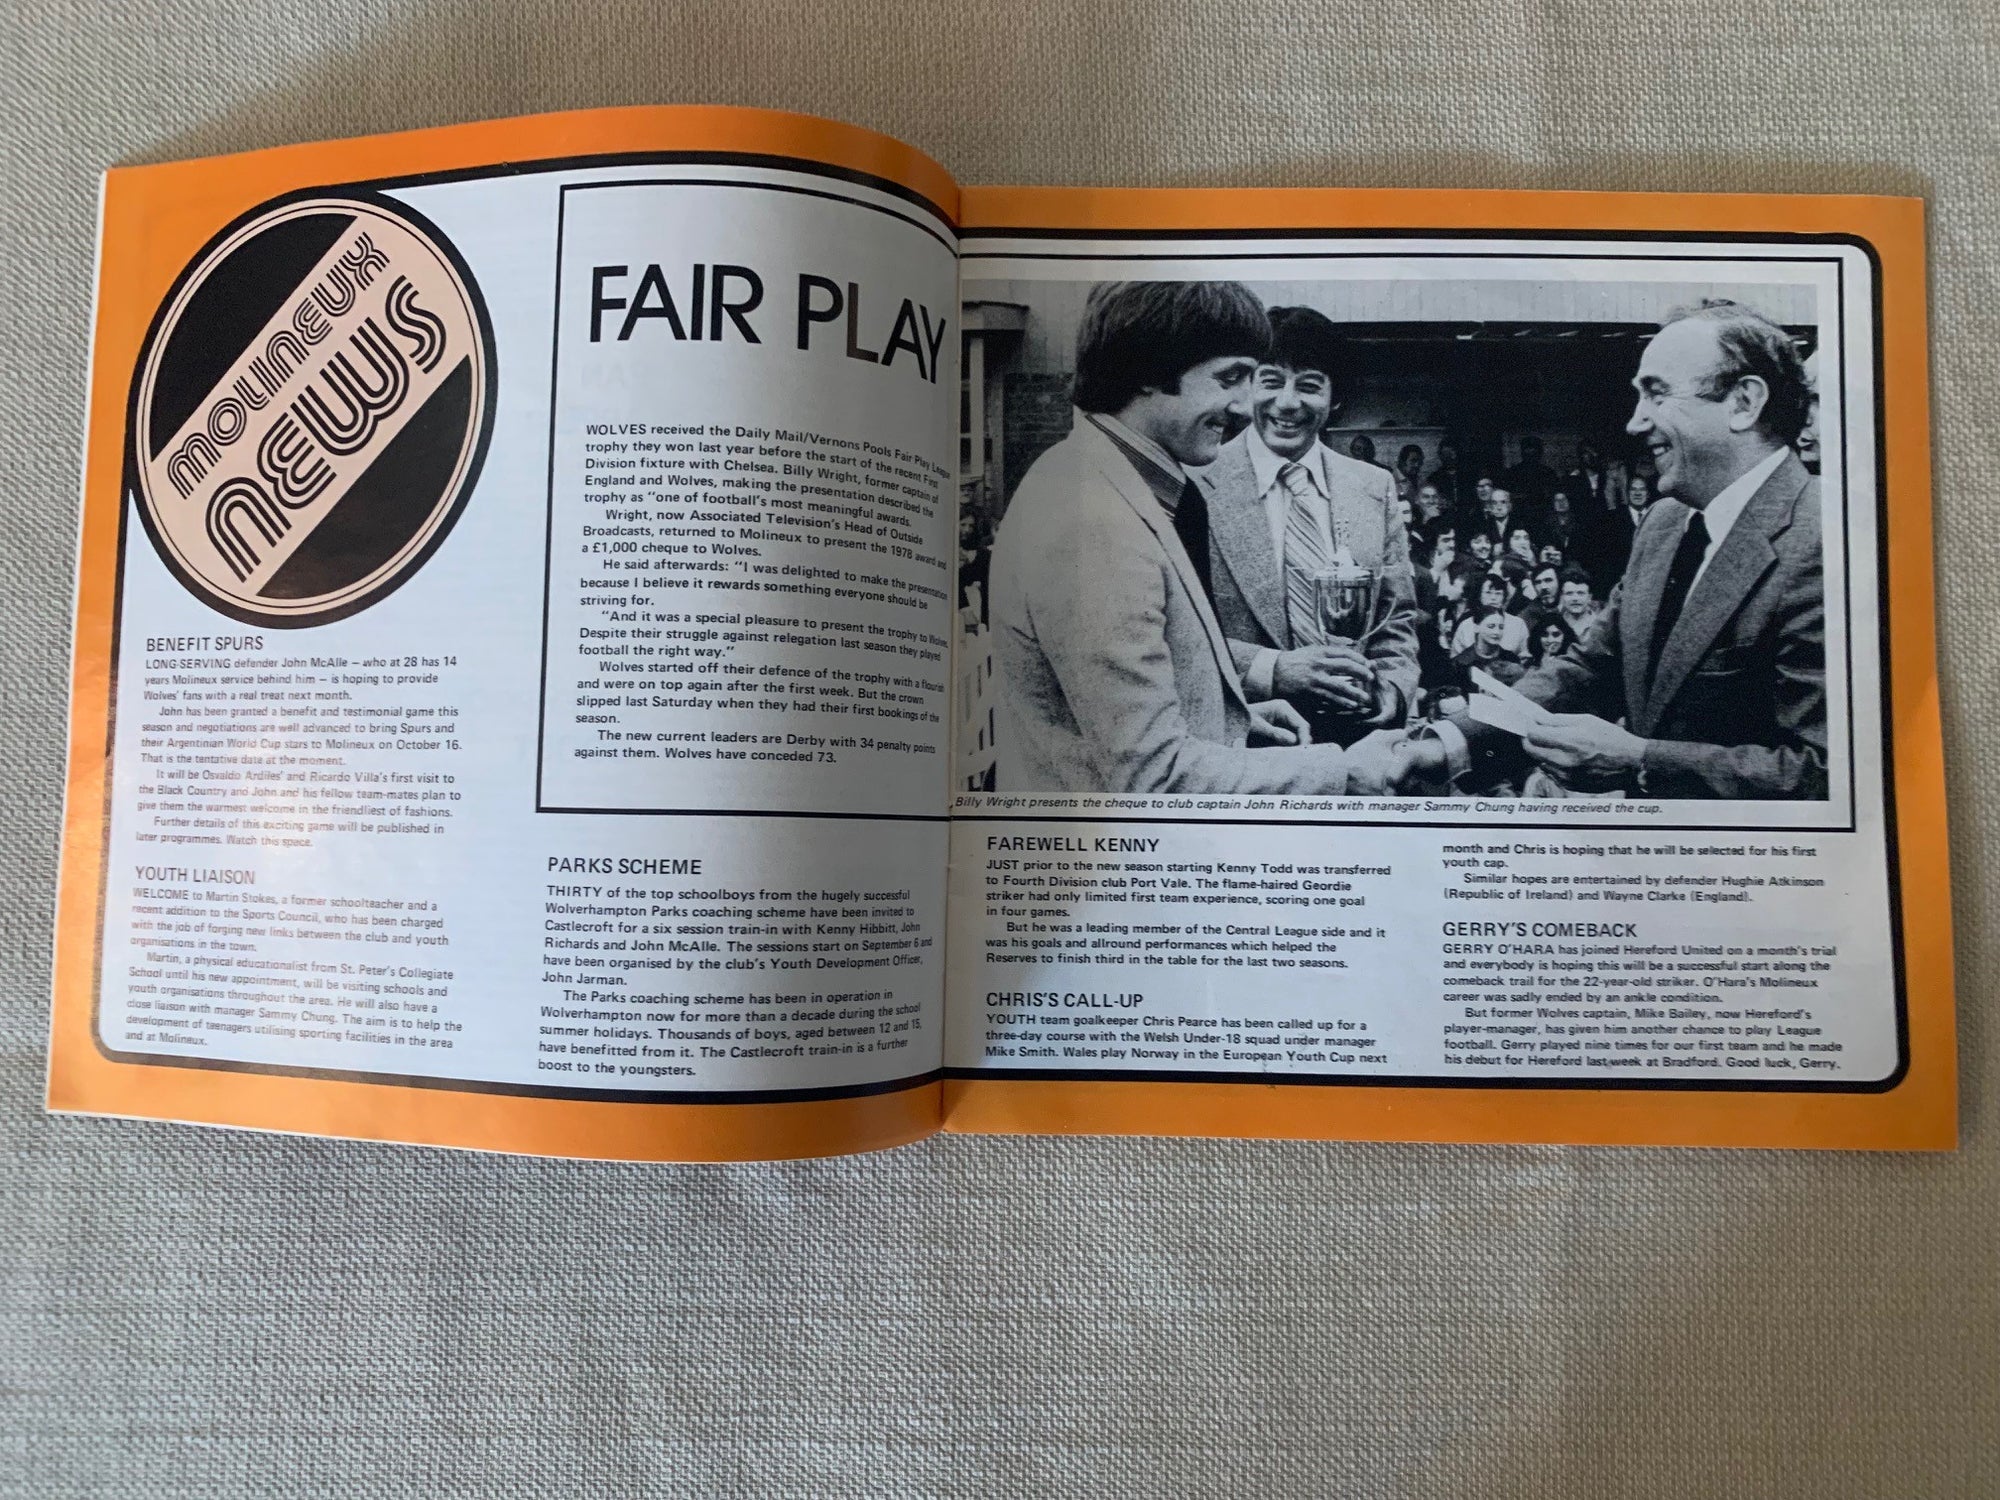 MOLINEUX
NEWS
BENEFIT SPURS
LONG-SERVING defender John McAlle – who at 28 has 14
years Molineux service behind him – is hoping to provide
Wolves' fans with a real treat next month.
John has been granted a benefit and testimonial game this
season and negotiations are well advanced to bring Spurs and
their Argentinian World Cup stars to Molineux on October 16.
That is the tentative date at the moment.
It will be Osvaldo Ardiles' and Ricardo Villa's first visit to
the Black Country and John and his fellow team-mates plan to
give them the warmest welcome in the friendliest of fashions.
Further details of this exciting game will be published in
later programmes. Watch this space.
YOUTH LIAISON
WELCOME to Martin Stokes, a former schoolteacher and a
recent addition to the Sports Council, who has been charged
with the job of forging new links between the club and youth
organisations in the town.
Martin, a physical educationalist from St. Peter's Collegiate
School until his new appointment, will be visiting schools and
youth organisations throughout the area. He will also have a
close liaison with manager Sammy Chung. The aim is to help the
development of teenagers utilising sporting facilities in the area
and at Molineux.
FAIR PLAY
WOLVES received the Daily Mail/Vernons Pools Fair Play League
trophy they won last year before the start of the recent First
Division fixture with Chelsea. Billy Wright, former captain of
England and Wolves, making the presentation described the
trophy as "one of football's most meaningful awards.
Wright, now Associated Television's Head of Outside
Broadcasts, returned to Molineux to present the 1978 award and
a £1,000 cheque to Wolves.
He said afterwards: "I was delighted to make the presentation
because I believe it rewards something everyone should be
striving for.
"And it was a special pleasure to present the trophy to Wolves.
Despite their struggle against relegation last season they played
football the right way."
Wolves started off their defence of the trophy with a flourish
and were on top again after the first week. But the crown
slipped last Saturday when they had their first bookings of the
season.
The new current leaders are Derby with 34 penalty points
against them. Wolves have conceded 73.
PARKS SCHEME
THIRTY of the top schoolboys from the hugely successful
Wolverhampton Parks coaching scheme have been invited to
Castlecroft for a six session train-in with Kenny Hibbitt, John
Richards and John McAlle. The sessions start on September 6 and
have been organised by the club's Youth Development Officer,
John Jarman.
The Parks coaching scheme has been in operation in
Wolverhampton now for more than a decade during the school
summer holidays. Thousands of boys, aged between 12 and 15,
have benefitted from it. The Castlecroft train-in is a further
boost to the youngsters.
Billy Wright presents the cheque to club captain John Richards with manager Sammy Chung having received the cup.
FAREWELL KENNY
JUST prior to the new season starting Kenny Todd was transferred
to Fourth Division club Port Vale. The flame-haired Geordie
striker had only limited first team experience, scoring one goal
in four games.
But he was a leading member of the Central League side and it
was his goals and allround performances which helped the
Reserves to finish third in the table for the last two seasons.
CHRIS'S CALL-UP
YOUTH team goalkeeper Chris Pearce has been called up for a
three-day course with the Welsh Under-18 squad under manager
Mike Smith. Wales play Norway in the European Youth Cup next
month and Chris is hoping that he will be selected for his first
youth cap.
Similar hopes are entertained by defender Hughie Atkinson
(Republic of Ireland) and Wayne Clarke (England).
GERRY'S COMEBACK
GERRY O'HARA has joined Hereford United on a month's trial
and everybody is hoping this will be a successful start along the
comeback trail for the 22-year-old striker. O'Hara's Molineux
career was sadly ended by an ankle condition.
But former Wolves captain, Mike Bailey, now Hereford's
player-manager, has given him another chance to play League
football. Gerry played nine times for our first team and he made
his debut for Hereford last week at Bradford. Good luck, Gerry.